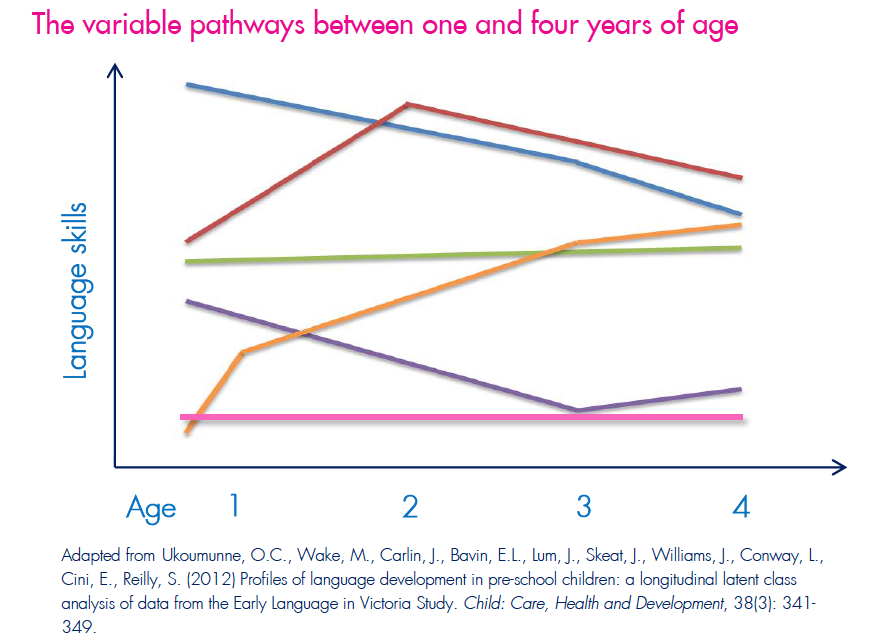 The variable pathways between one and four years of age
Language skills
Age 1 2 3 4
Adapted from Ukoumunne, O.C., Wake, M., Carlin, J., Bavin, E.L., Lum, J., Skeat, J., Williams, J., Conway, L.,
Cini, E., Reilly, S. (2012) Profiles of language development in pre-school children: a longitudinal latent class
analysis of data from the Early Language in Victoria Study. Child: Care, Health and Development, 38(3): 341-
349.